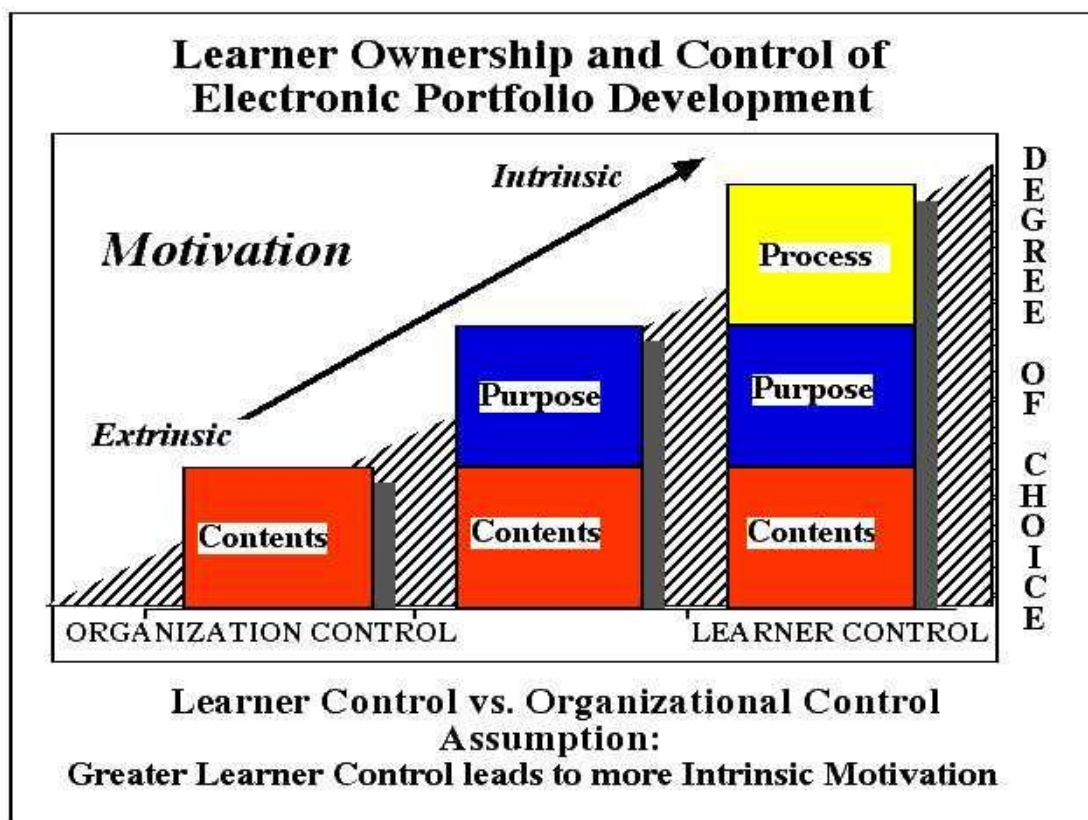 Learner Ownership and Control of
Electronic Portfolio Development
Intrinsic
Motivation
Extrinsic
Process
Purpose
Purpose
Contents
Contents
Contents
ORGANIZATION CONTROL
LEARNER CONTROL
DEGREE OF CHOICE
Learner Control vs. Organizational Control
Assumption:
Greater Learner Control leads to more Intrinsic Motivation